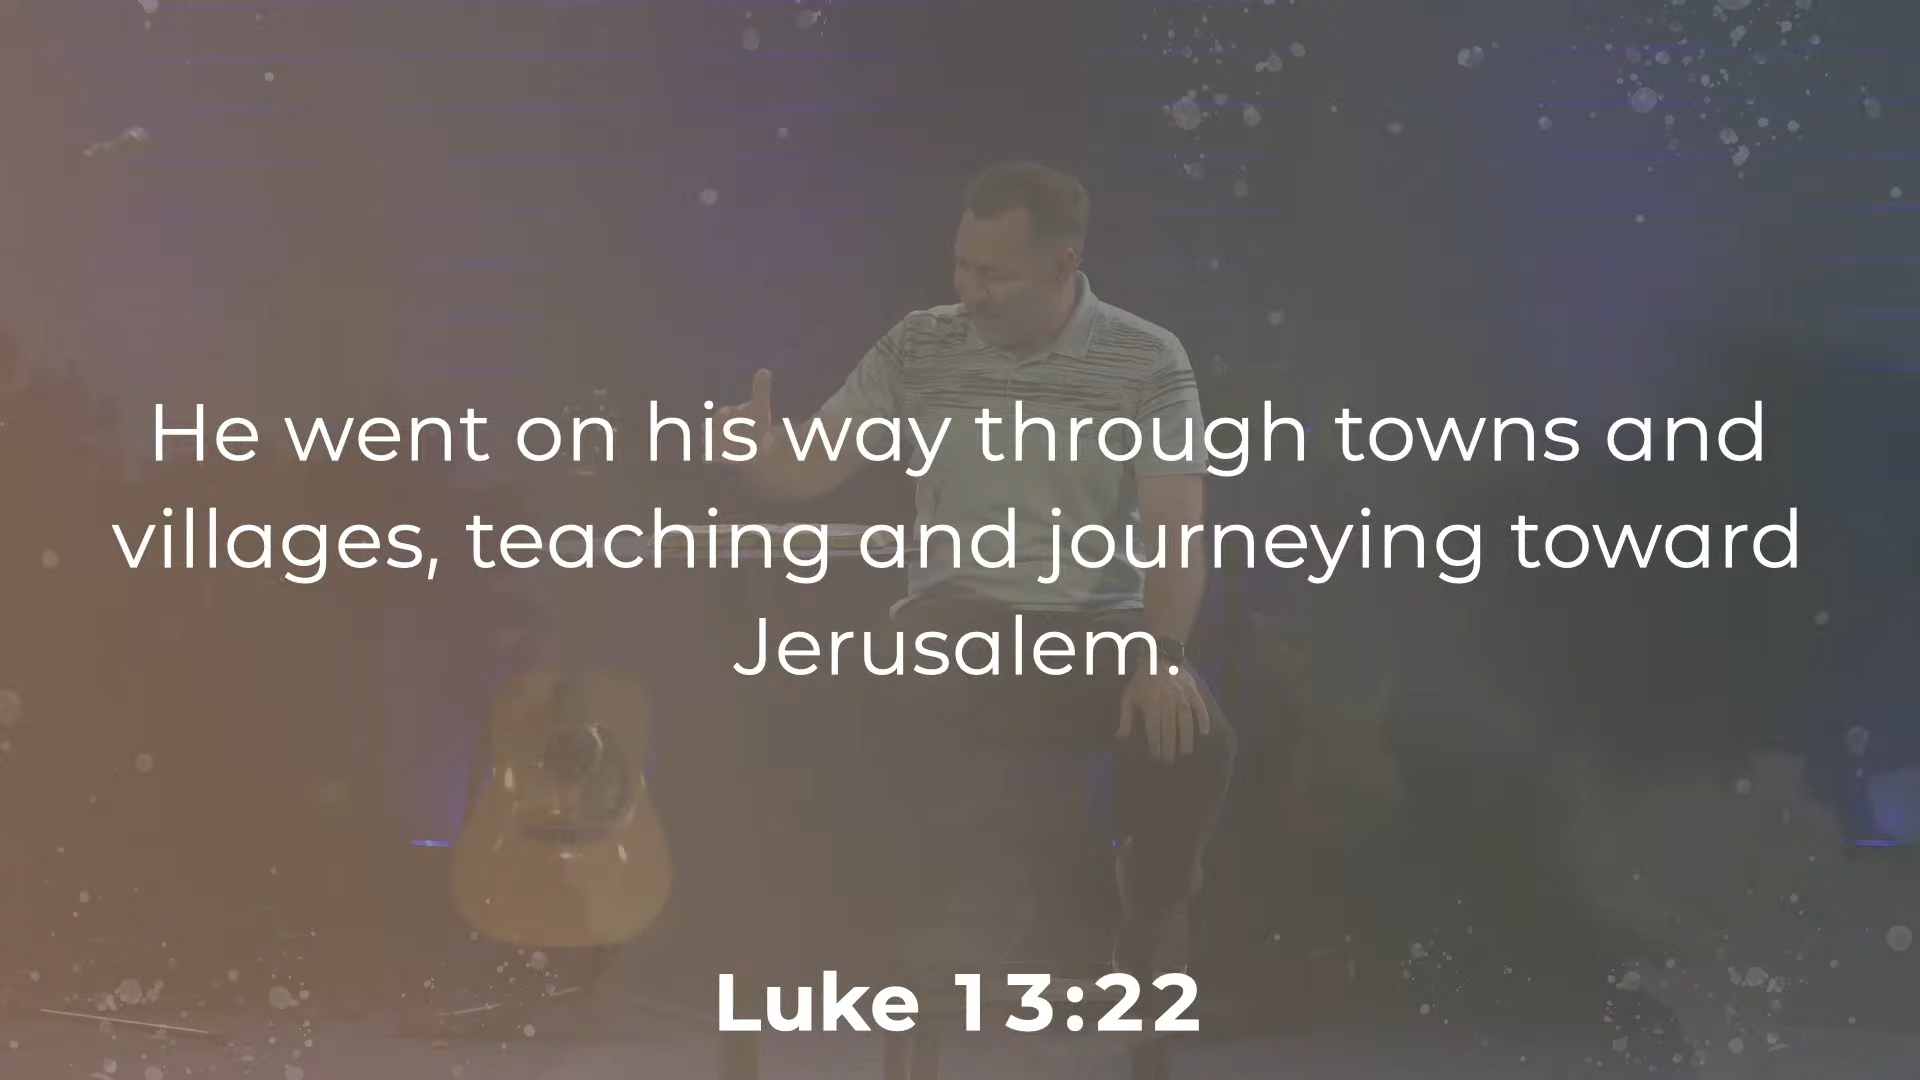 He went on his way through towns and
villages, teaching and journeying toward
Jerusalem.
Luke 13:22